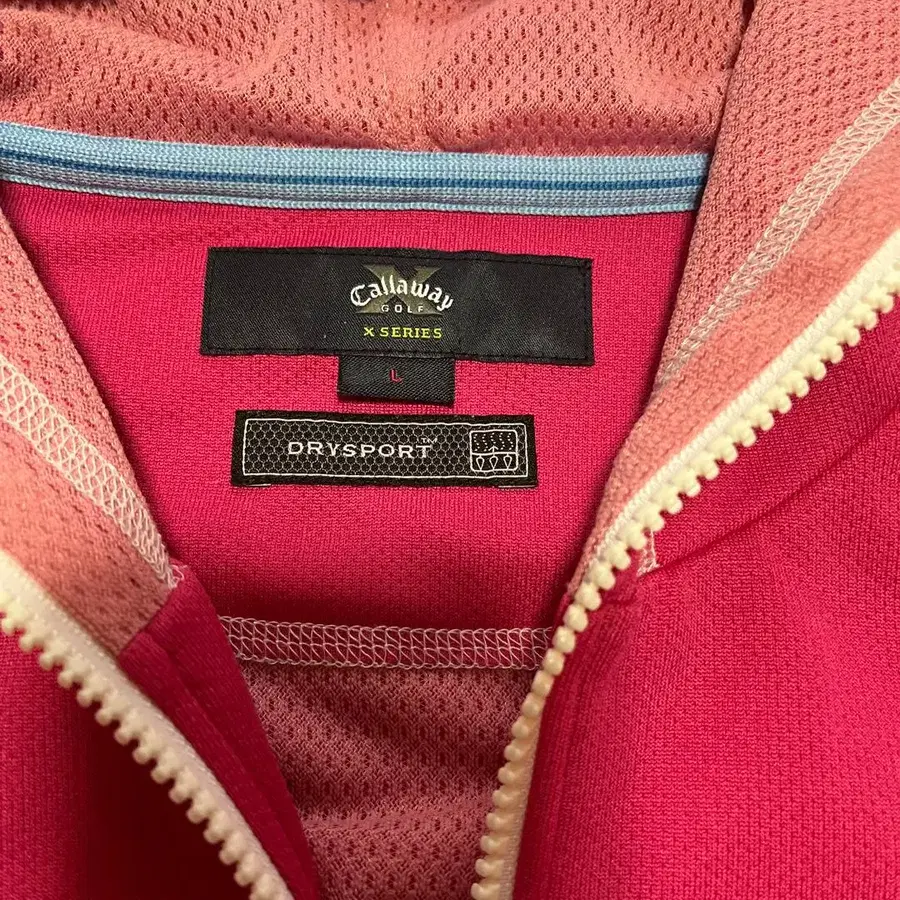 Callaway
GOLF
X SERIES
L
DRYSPORT™